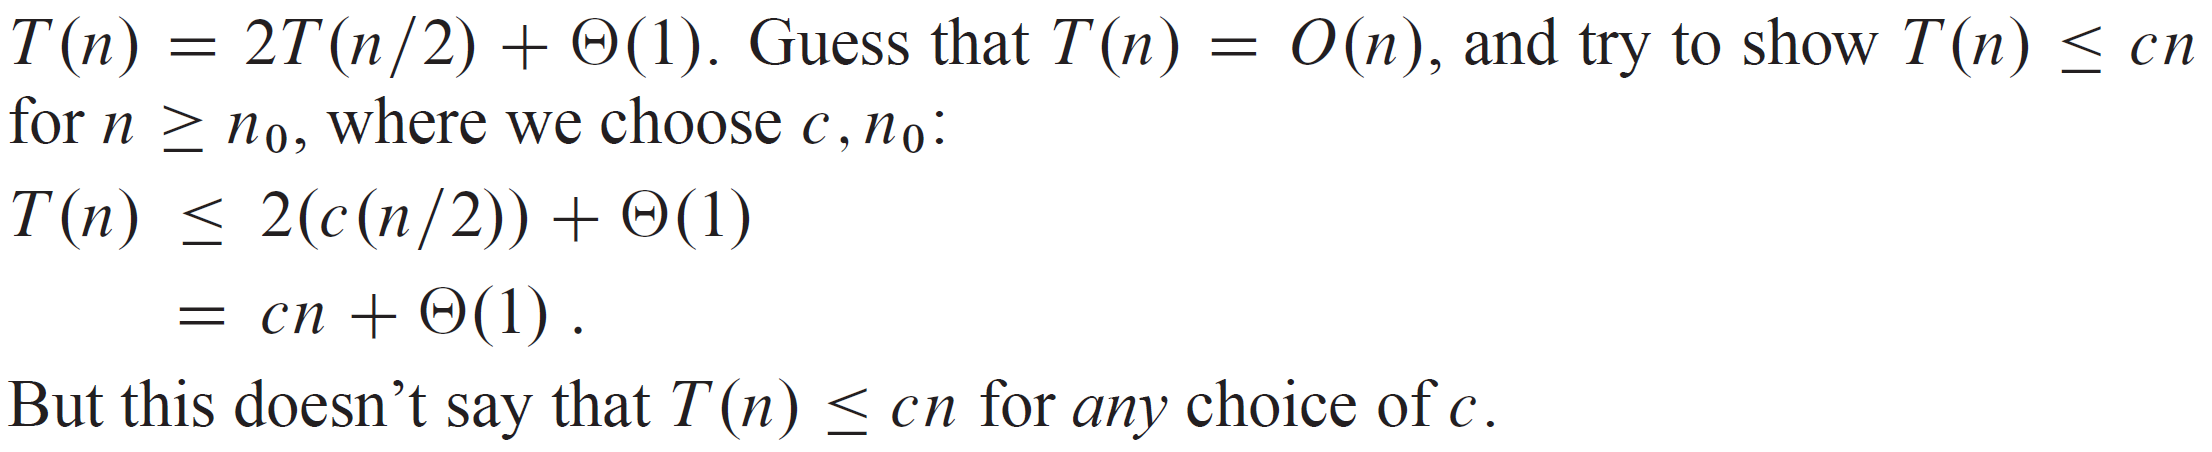 T(n) = 2T(n/2) + Θ(1). Guess that T(n) = O(n), and try to show T(n) ≤ cn
for n ≥ n₀, where we choose c, n₀:
T(n) ≤ 2(c(n/2)) + Θ(1)
= cn + Θ(1) .
But this doesn’t say that T(n) ≤ cn for any choice of c.